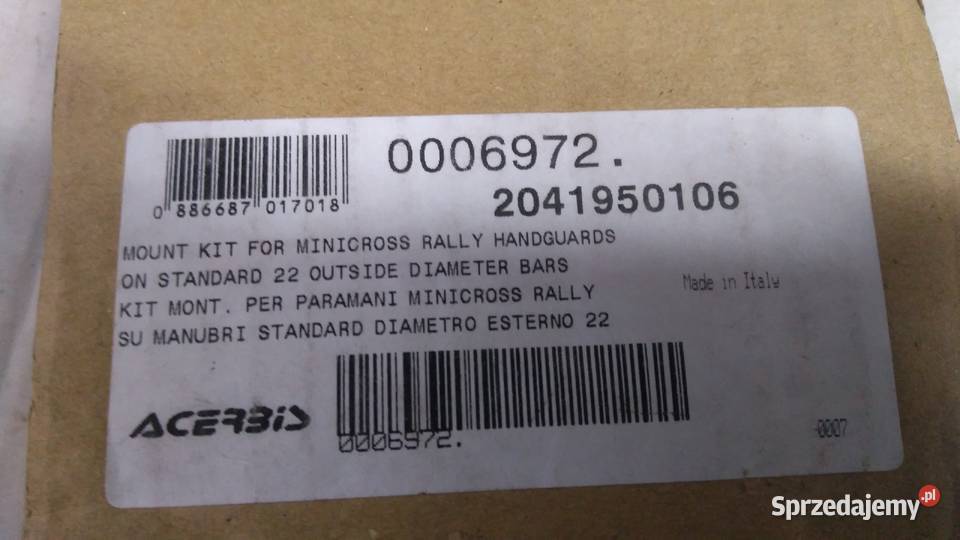 0006972.
2041950106
0 886687 017018
MOUNT KIT FOR MINICROSS RALLY HANDGUARDS
ON STANDARD 22 OUTSIDE DIAMETER BARS
KIT MONT. PER PARAMANI MINICROSS RALLY
SU MANUBRI STANDARD DIAMETRO ESTERNO 22
Made in Italy
ACERBIS
0006972.
0007
Sprzedajemy.pl